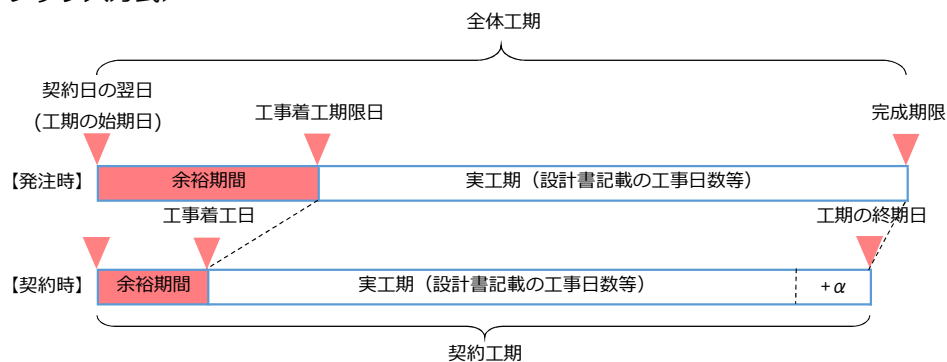 全体工期
契約日の翌日
(工期の始期日)
工事着工期限日
完成期限
【発注時】
余裕期間
実工期（設計書記載の工事日数等）
工事着工日
工期の終期日
【契約時】
余裕期間
実工期（設計書記載の工事日数等）
+α
契約工期